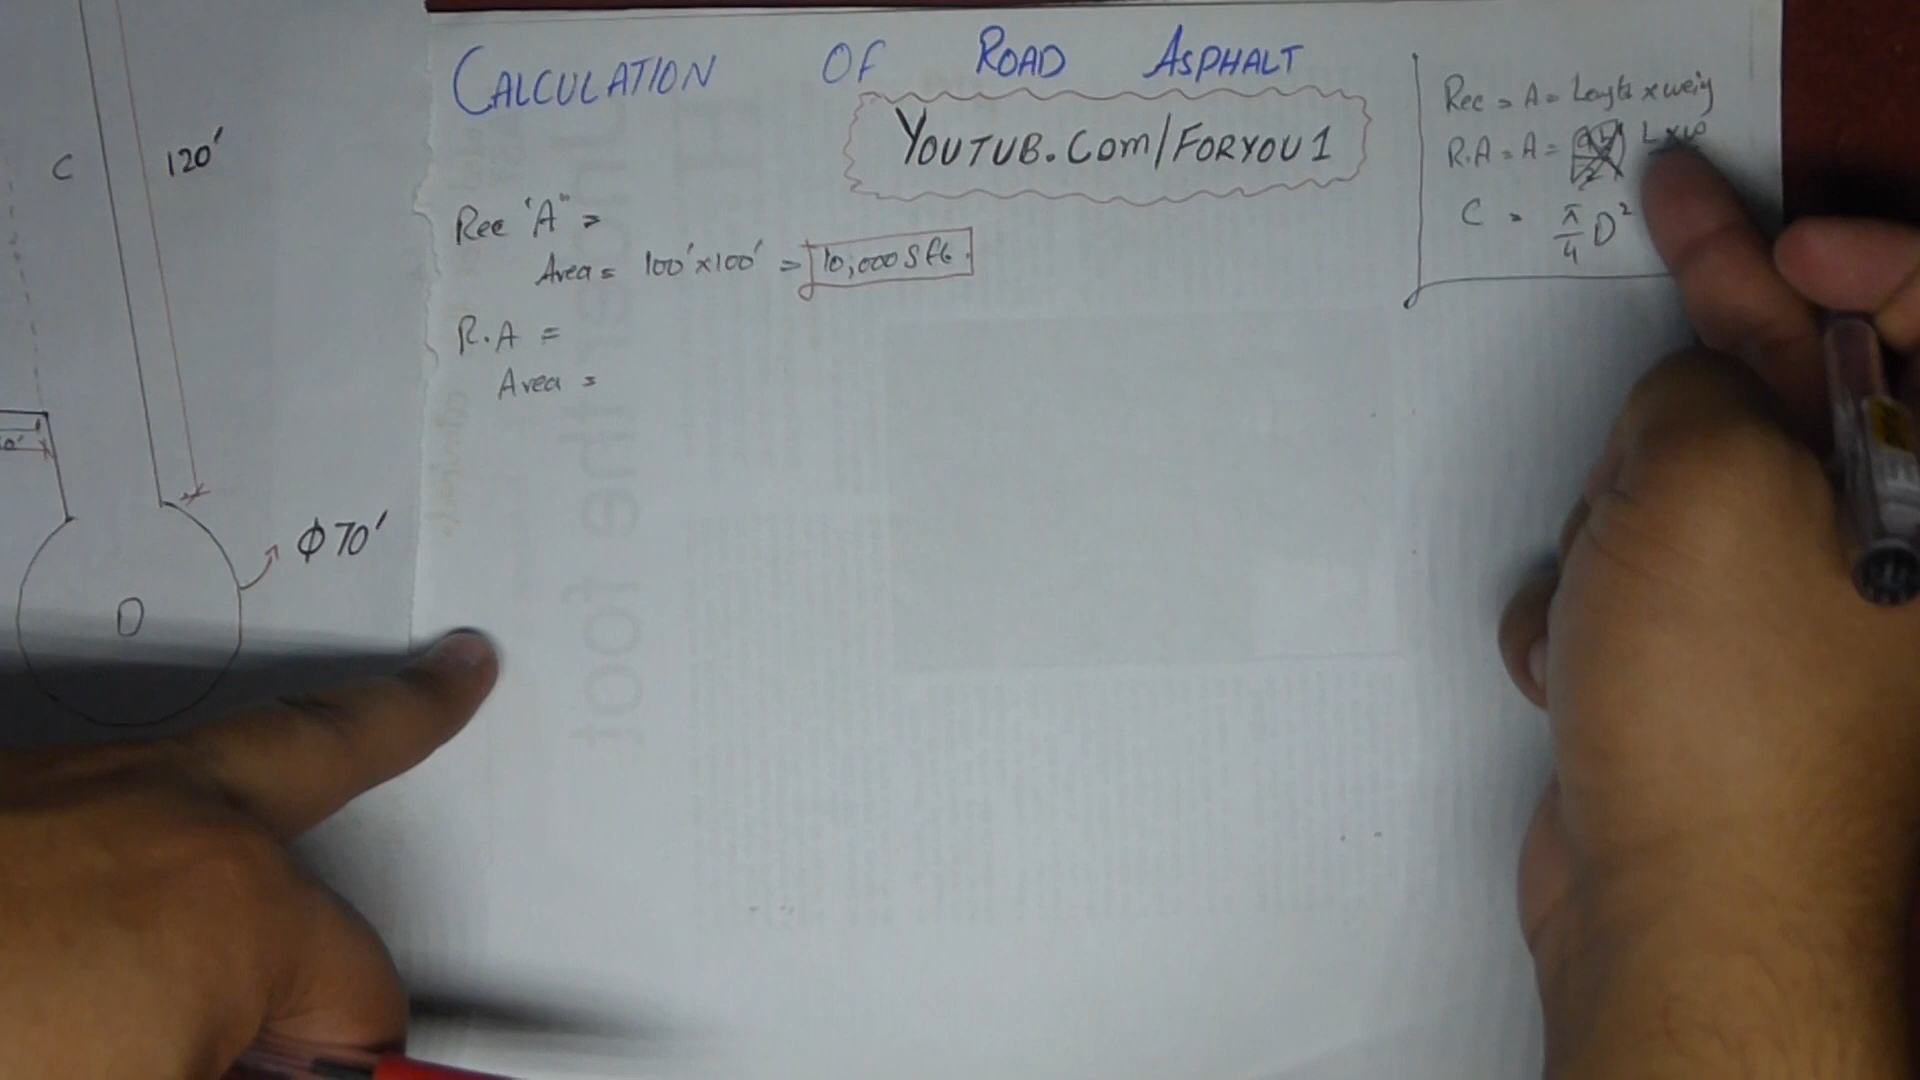 CALCULATION OF ROAD ASPHALT
YOUTUB.COM/FORYOU1
Rec "A" =
Area = 100'x100' = 10,000 Sft.
R.A =
Area =
Rec = A = Length x weig
R.A = A = L x w
C = π/4 D²
C
120'
Φ70'
D